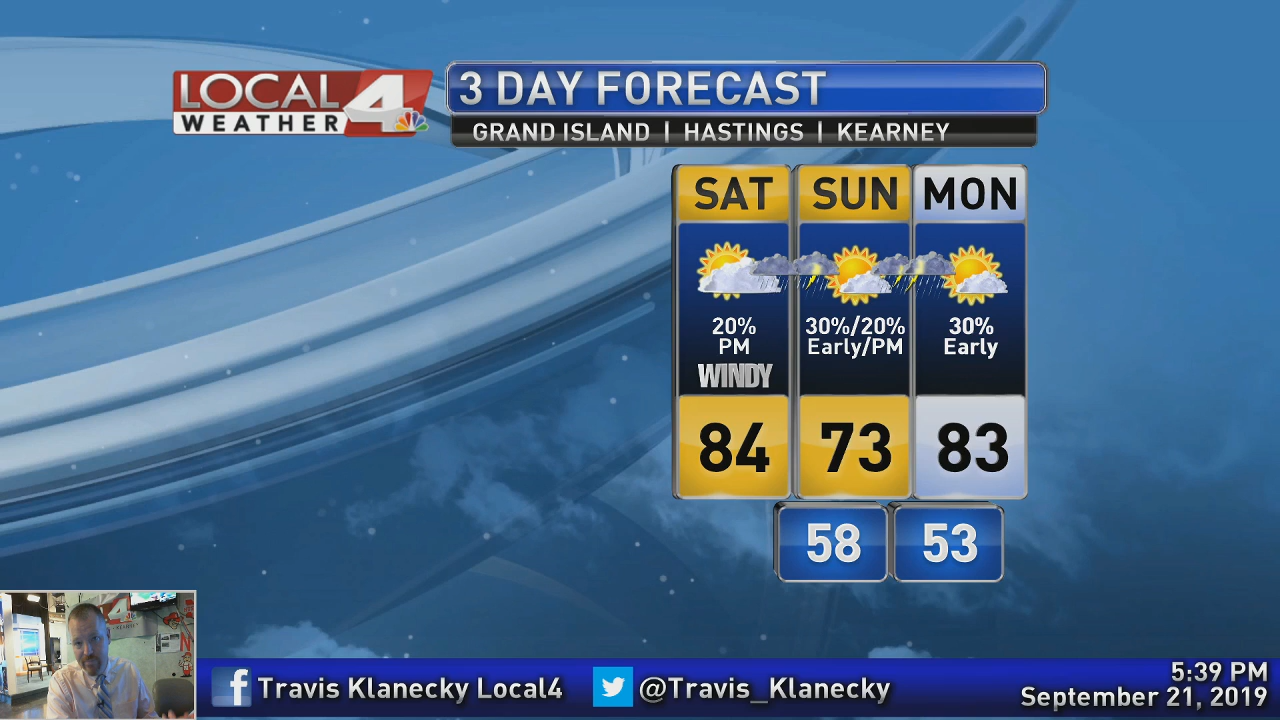 LOCAL 4
WEATHER
3 DAY FORECAST
GRAND ISLAND | HASTINGS | KEARNEY
SAT SUN MON
20% 30%/20% 30%
PM Early/PM Early
WINDY
84 73 83
58 53
Travis Klanecky Local4 @Travis_Klanecky
5:39 PM
September 21, 2019